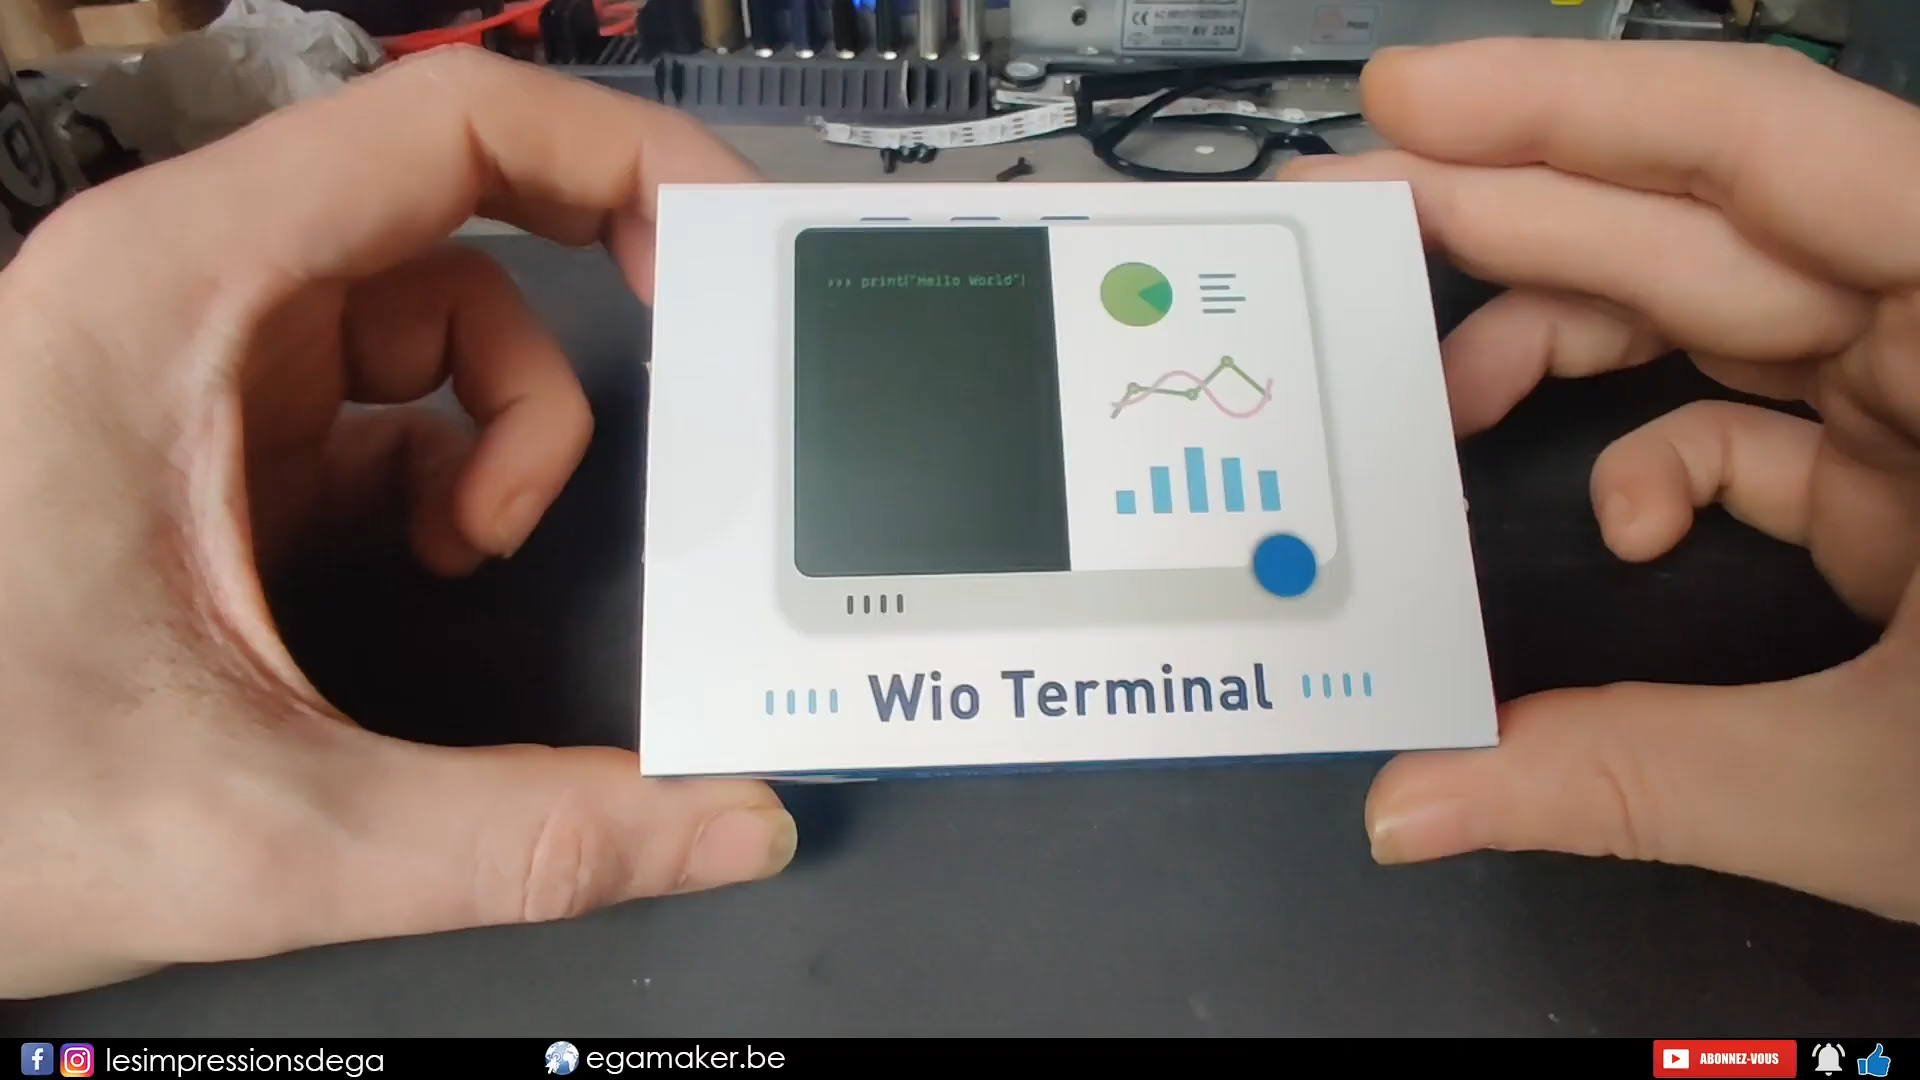 >>> print("Hello World")
Wio Terminal
lesimpressionsdega
egamaker.be
ABONNEZ-VOUS